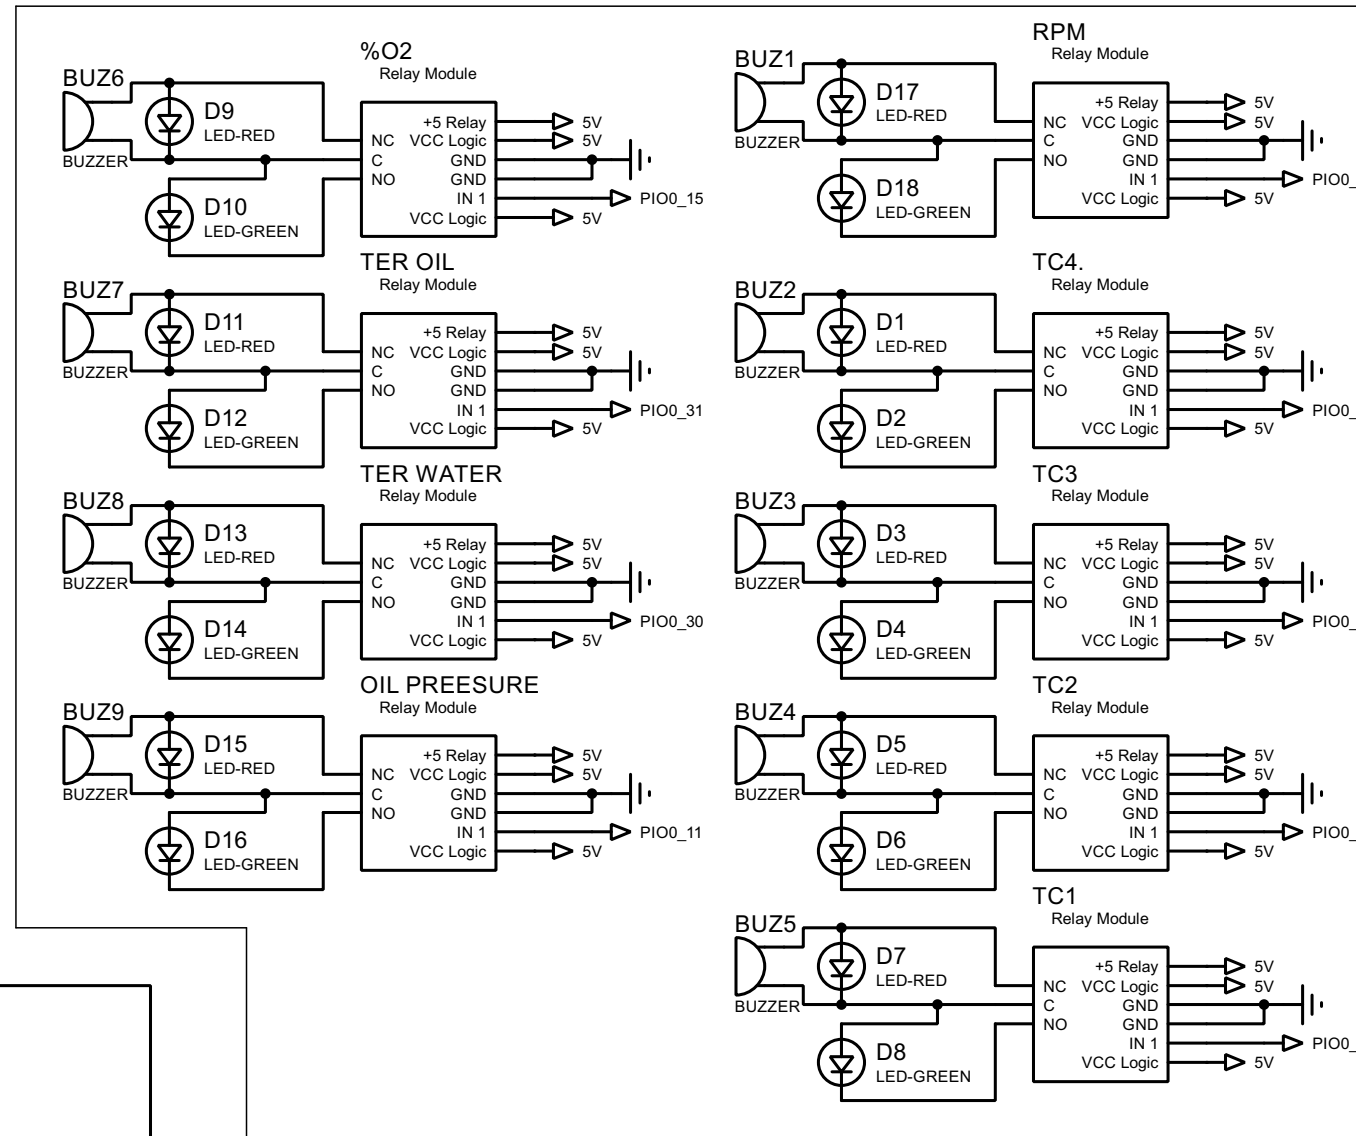 %O2
Relay Module
BUZ6
D9
LED-RED
BUZZER
D10
LED-GREEN
NC
C
NO
+5 Relay
VCC Logic
GND
GND
IN 1
VCC Logic
5V
5V
PIO0_15
5V
TER OIL
Relay Module
BUZ7
D11
LED-RED
BUZZER
D12
LED-GREEN
NC
C
NO
+5 Relay
VCC Logic
GND
GND
IN 1
VCC Logic
5V
5V
PIO0_31
5V
TER WATER
Relay Module
BUZ8
D13
LED-RED
BUZZER
D14
LED-GREEN
NC
C
NO
+5 Relay
VCC Logic
GND
GND
IN 1
VCC Logic
5V
5V
PIO0_30
5V
OIL PREESURE
Relay Module
BUZ9
D15
LED-RED
BUZZER
D16
LED-GREEN
NC
C
NO
+5 Relay
VCC Logic
GND
GND
IN 1
VCC Logic
5V
5V
PIO0_11
5V
RPM
Relay Module
BUZ1
D17
LED-RED
BUZZER
D18
LED-GREEN
NC
C
NO
+5 Relay
VCC Logic
GND
GND
IN 1
VCC Logic
5V
5V
PIO0_
5V
TC4.
Relay Module
BUZ2
D1
LED-RED
BUZZER
D2
LED-GREEN
NC
C
NO
+5 Relay
VCC Logic
GND
GND
IN 1
VCC Logic
5V
5V
PIO0_
5V
TC3
Relay Module
BUZ3
D3
LED-RED
BUZZER
D4
LED-GREEN
NC
C
NO
+5 Relay
VCC Logic
GND
GND
IN 1
VCC Logic
5V
5V
PIO0_
5V
TC2
Relay Module
BUZ4
D5
LED-RED
BUZZER
D6
LED-GREEN
NC
C
NO
+5 Relay
VCC Logic
GND
GND
IN 1
VCC Logic
5V
5V
PIO0_
5V
TC1
Relay Module
BUZ5
D7
LED-RED
BUZZER
D8
LED-GREEN
NC
C
NO
+5 Relay
VCC Logic
GND
GND
IN 1
VCC Logic
5V
5V
PIO0_
5V